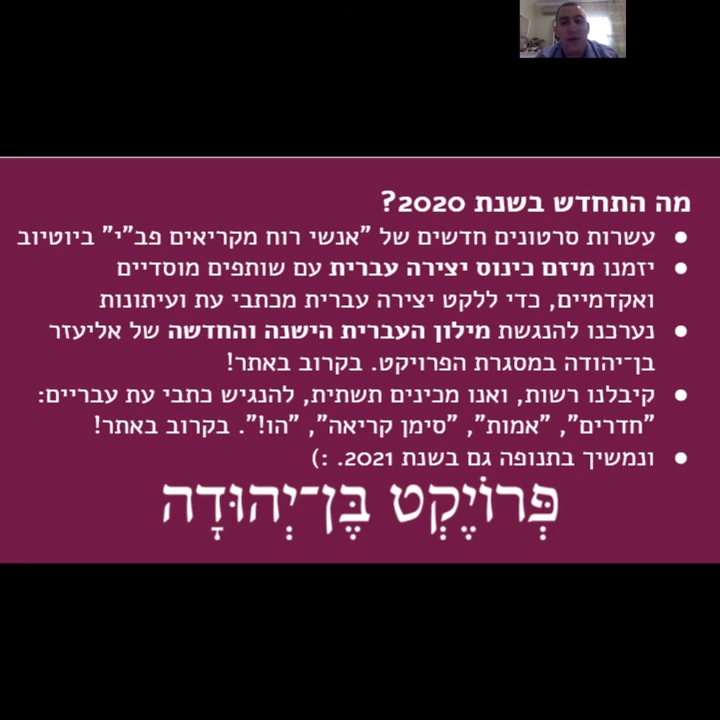 מה התחדש בשנת 2020?
● עשרות סרטונים חדשים של "אנשי רוח מקריאים פב"י" ביוטיוב
● יזמנו מיזם כינוס יצירה עברית עם שותפים מוסדיים
ואקדמיים, כדי ללקט יצירה עברית מכתבי עת ועיתונות
● נערכנו להנגשת מילון העברית הישנה והחדשה של אליעזר
בן־יהודה במסגרת הפרויקט. בקרוב באתר!
● קיבלנו רשות, ואנו מכינים תשתית, להנגיש כתבי עת עבריים:
"חדרים", "אמות", "סימן קריאה", "הו!". בקרוב באתר!
● ונמשיך בתנופה גם בשנת 2021. :)
פְּרוֹיֶקְט בֶּן־יְהוּדָה